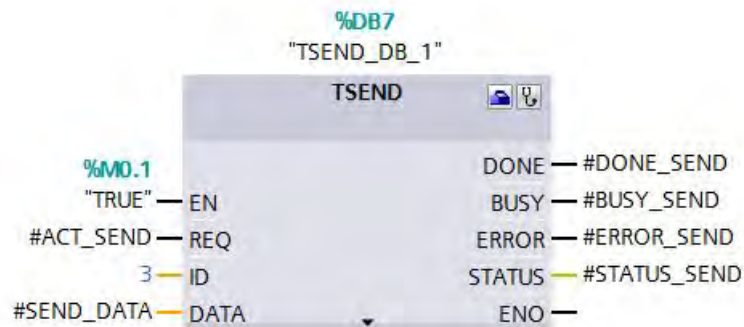 %DB7
"TSEND_DB_1"
TSEND
%M0.1
"TRUE" EN
#ACT_SEND REQ
3 ID
#SEND_DATA DATA
DONE #DONE_SEND
BUSY #BUSY_SEND
ERROR #ERROR_SEND
STATUS #STATUS_SEND
ENO